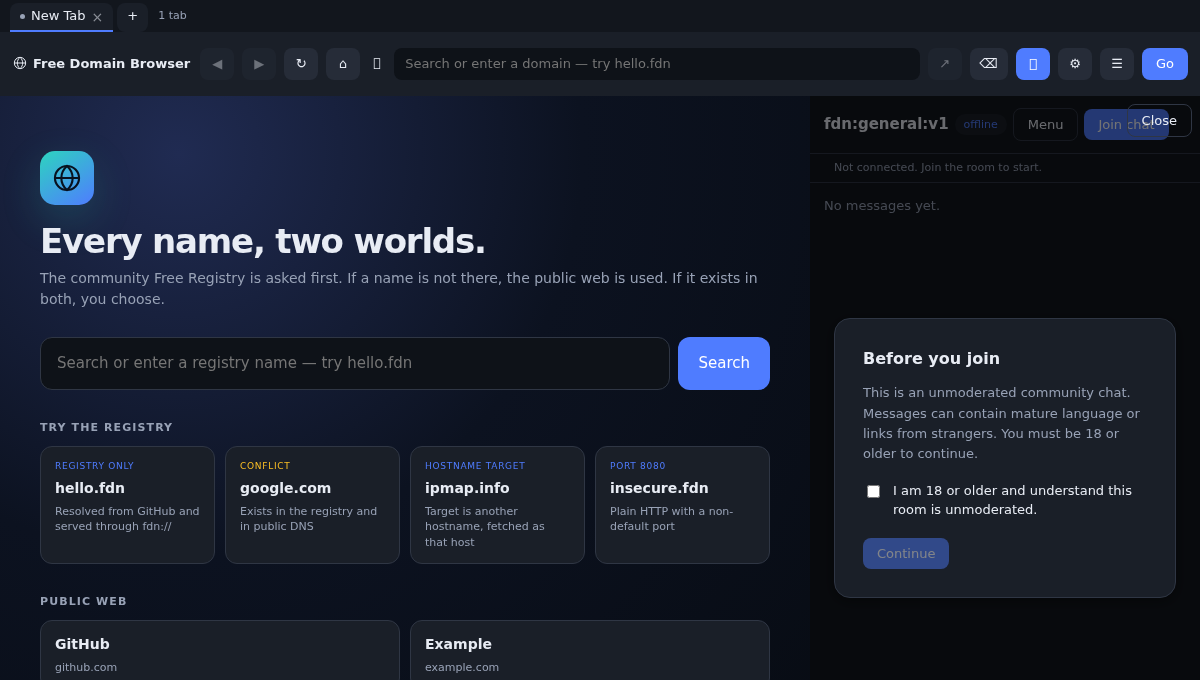 New Tab ×
+
1 tab
Free Domain Browser
Search or enter a domain — try hello.fdn
Go
Every name, two worlds.
The community Free Registry is asked first. If a name is not there, the public web is used. If it exists in
both, you choose.
Search or enter a registry name — try hello.fdn
Search
TRY THE REGISTRY
REGISTRY ONLY
hello.fdn
Resolved from GitHub and
served through fdn://
CONFLICT
google.com
Exists in the registry and
in public DNS
HOSTNAME TARGET
ipmap.info
Target is another
hostname, fetched as
that host
PORT 8080
insecure.fdn
Plain HTTP with a non-
default port
PUBLIC WEB
GitHub
github.com
Example
example.com
fdn:general:v1
offline
Menu
Join chat
Close
Not connected. Join the room to start.
No messages yet.
Before you join
This is an unmoderated community chat.
Messages can contain mature language or
links from strangers. You must be 18 or
older to continue.
I am 18 or older and understand this
room is unmoderated.
Continue